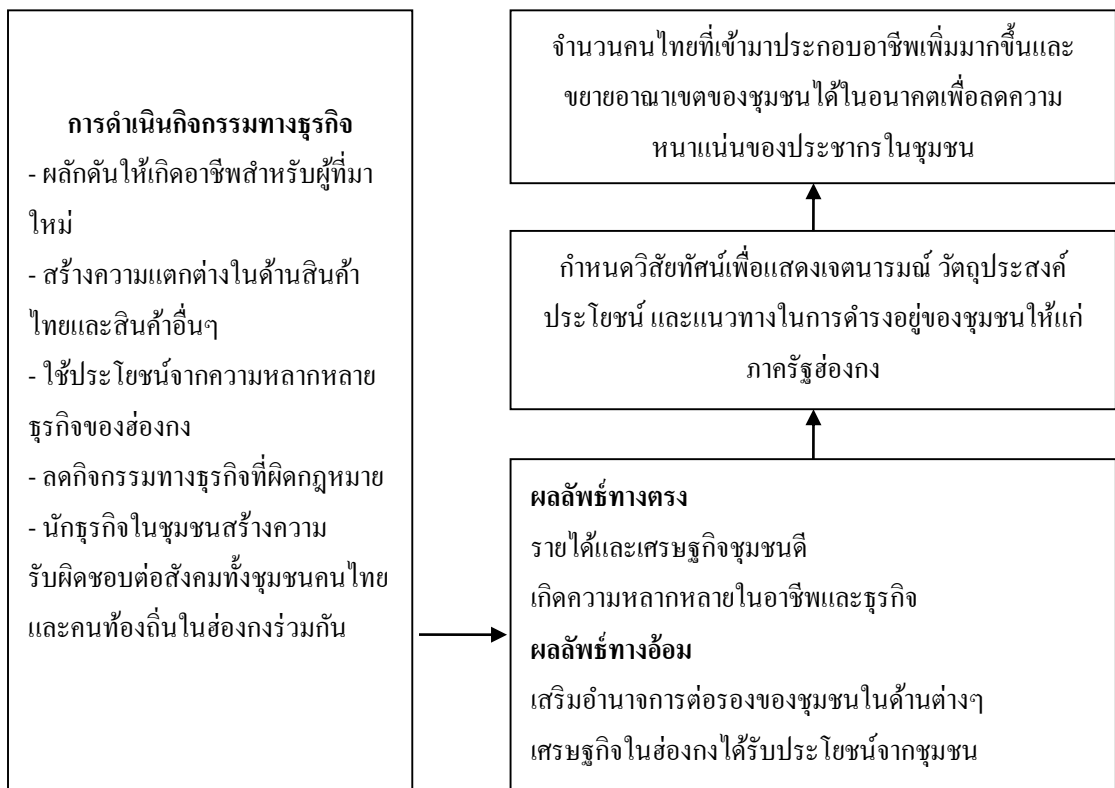 การดำเนินกิจกรรมทางธุรกิจ
- ผลักดันให้เกิดอาชีพสำหรับผู้ที่มา
ใหม่
- สร้างความแตกต่างในด้านสินค้า
ไทยและสินค้าอื่นๆ
- ใช้ประโยชน์จากความหลากหลาย
ธุรกิจของฮ่องกง
- ลดกิจกรรมทางธุรกิจที่ผิดกฎหมาย
- นักธุรกิจในชุมชนสร้างความ
รับผิดชอบต่อสังคมทั้งชุมชนคนไทย
และคนท้องถิ่นในฮ่องกงร่วมกัน
ผลลัพธ์ทางตรง
รายได้และเศรษฐกิจชุมชนดี
เกิดความหลากหลายในอาชีพและธุรกิจ
ผลลัพธ์ทางอ้อม
เสริมอำนาจการต่อรองของชุมชนในด้านต่างๆ
เศรษฐกิจในฮ่องกงได้รับประโยชน์จากชุมชน
กำหนดวิสัยทัศน์เพื่อแสดงเจตนารมณ์ วัตถุประสงค์
ประโยชน์ และแนวทางในการดำรงอยู่ของชุมชนให้แก่
ภาครัฐฮ่องกง
จำนวนคนไทยที่เข้ามาประกอบอาชีพเพิ่มมากขึ้นและ
ขยายอาณาเขตของชุมชนได้ในอนาคตเพื่อลดความ
หนาแน่นของประชากรในชุมชน